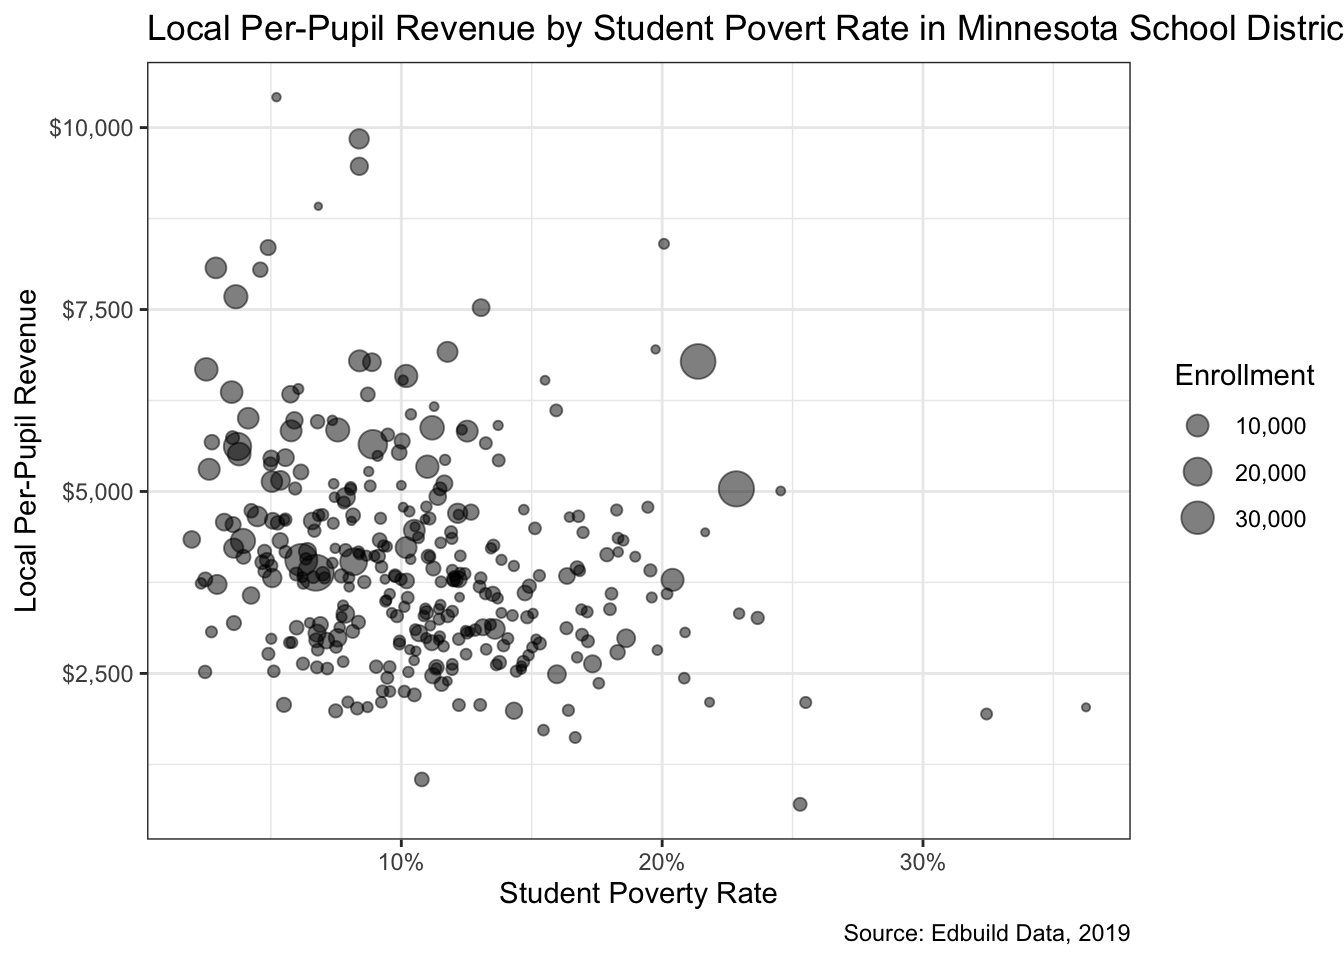 Local Per-Pupil Revenue by Student Povert Rate in Minnesota School Distric
$10,000
$7,500
$5,000
$2,500
Local Per-Pupil Revenue
10%
20%
30%
Student Poverty Rate
Enrollment
10,000
20,000
30,000
Source: Edbuild Data, 2019